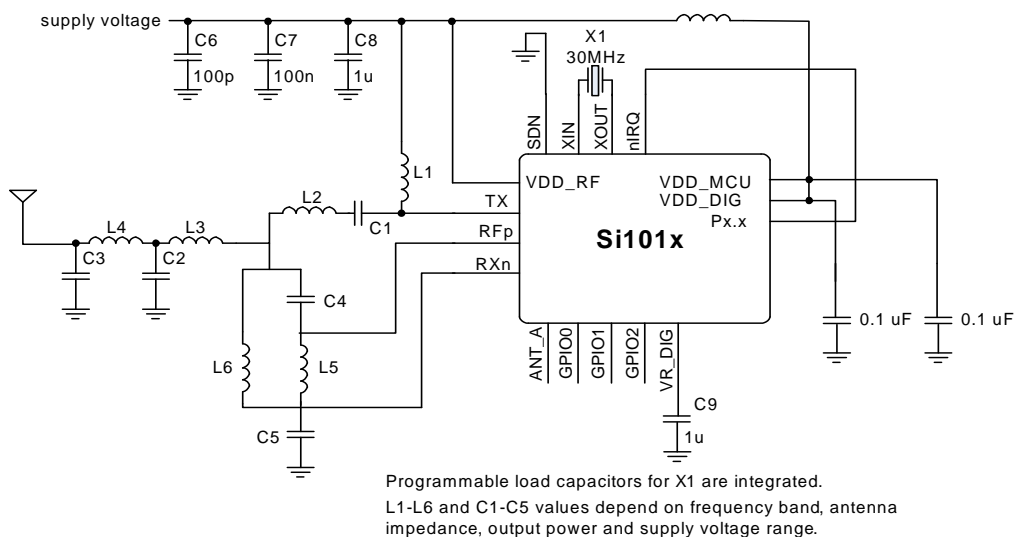 supply voltage
C6
100p
C7
100n
C8
1u
X1
30MHz
SDN
XIN
XOUT
nIRQ
L1
VDD_RF
VDD_MCU
VDD_DIG
Px.x
TX
RFp
RXn
Si101x
L2
C1
L4
L3
C3
C2
C4
L6
L5
C5
0.1 uF
0.1 uF
ANT_A
GPIO0
GPIO1
GPIO2
VR_DIG
C9
1u
Programmable load capacitors for X1 are integrated.
L1-L6 and C1-C5 values depend on frequency band, antenna
impedance, output power and supply voltage range.